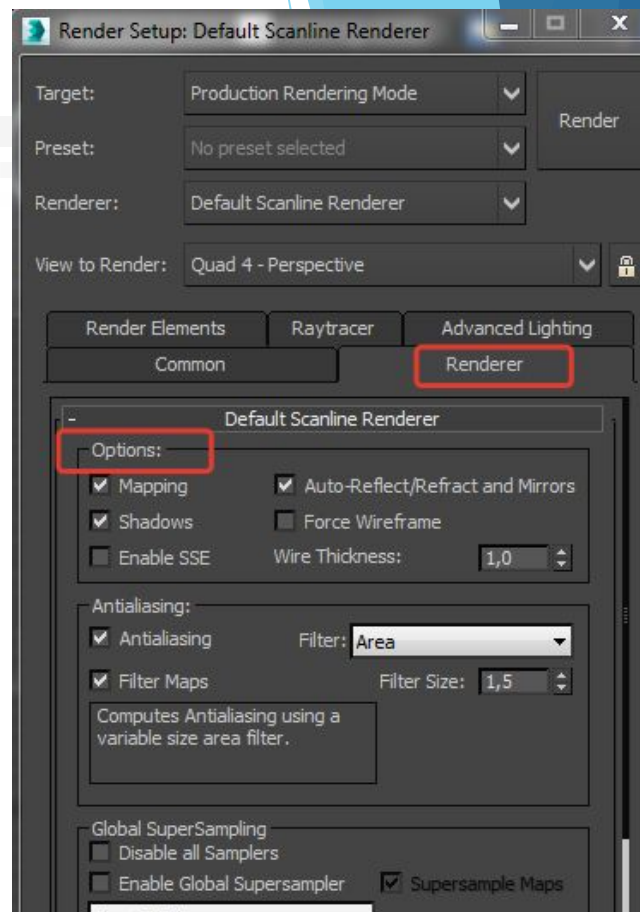 Render Setup: Default Scanline Renderer
Target: Production Rendering Mode
Render
Preset: No preset selected
Renderer: Default Scanline Renderer
View to Render: Quad 4 - Perspective
Render Elements Raytracer Advanced Lighting
Common Renderer
- Default Scanline Renderer
Options:
Mapping Auto-Reflect/Refract and Mirrors
Shadows Force Wireframe
Enable SSE Wire Thickness: 1,0
Antialiasing:
Antialiasing Filter: Area
Filter Maps Filter Size: 1,5
Computes Antialiasing using a
variable size area filter.
Global SuperSampling
Disable all Samplers
Enable Global Supersampler Supersample Maps